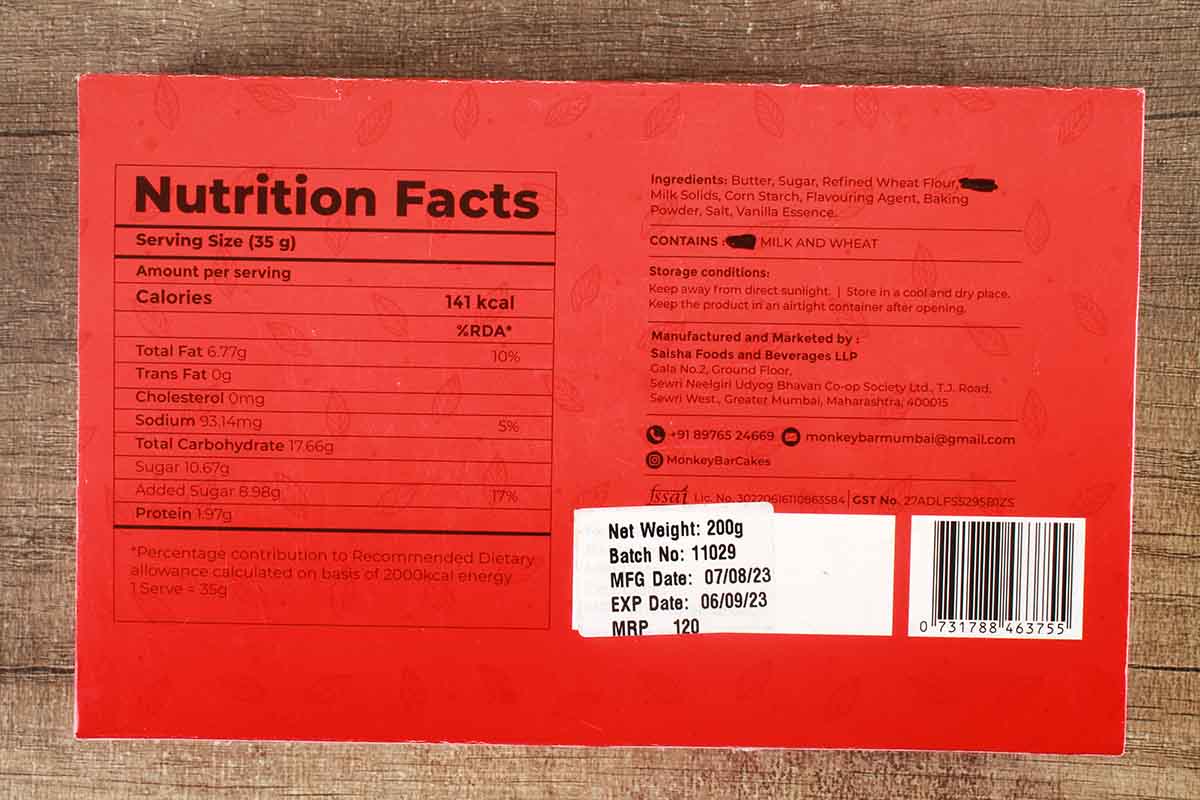 Nutrition Facts
Serving Size (35 g)
Amount per serving
Calories 141 kcal
%RDA*
Total Fat 6.77g 10%
Trans Fat 0g
Cholesterol 0mg
Sodium 93.14mg 5%
Total Carbohydrate 17.66g
Sugar 10.67g
Added Sugar 8.98g 17%
Protein 1.97g
*Percentage contribution to Recommended Dietary
allowance calculated on basis of 2000kcal energy
1 Serve = 35g
Ingredients: Butter, Sugar, Refined Wheat Flour,
Milk Solids, Corn Starch, Flavouring Agent, Baking
Powder, Salt, Vanilla Essence.
CONTAINS : MILK AND WHEAT
Storage conditions:
Keep away from direct sunlight. | Store in a cool and dry place.
Keep the product in an airtight container after opening.
Manufactured and Marketed by :
Saisha Foods and Beverages LLP
Gala No.2, Ground Floor,
Sewri Neelgiri Udyog Bhavan Co-op Society Ltd., T.J. Road,
Sewri West., Greater Mumbai, Maharashtra, 400015
+91 89765 24669 monkeybarmumbai@gmail.com
MonkeyBarCakes
fssai Lic. No. | GST No.
Net Weight: 200g
Batch No: 11029
MFG Date: 07/08/23
EXP Date: 06/09/23
MRP 120
0 731788 463755